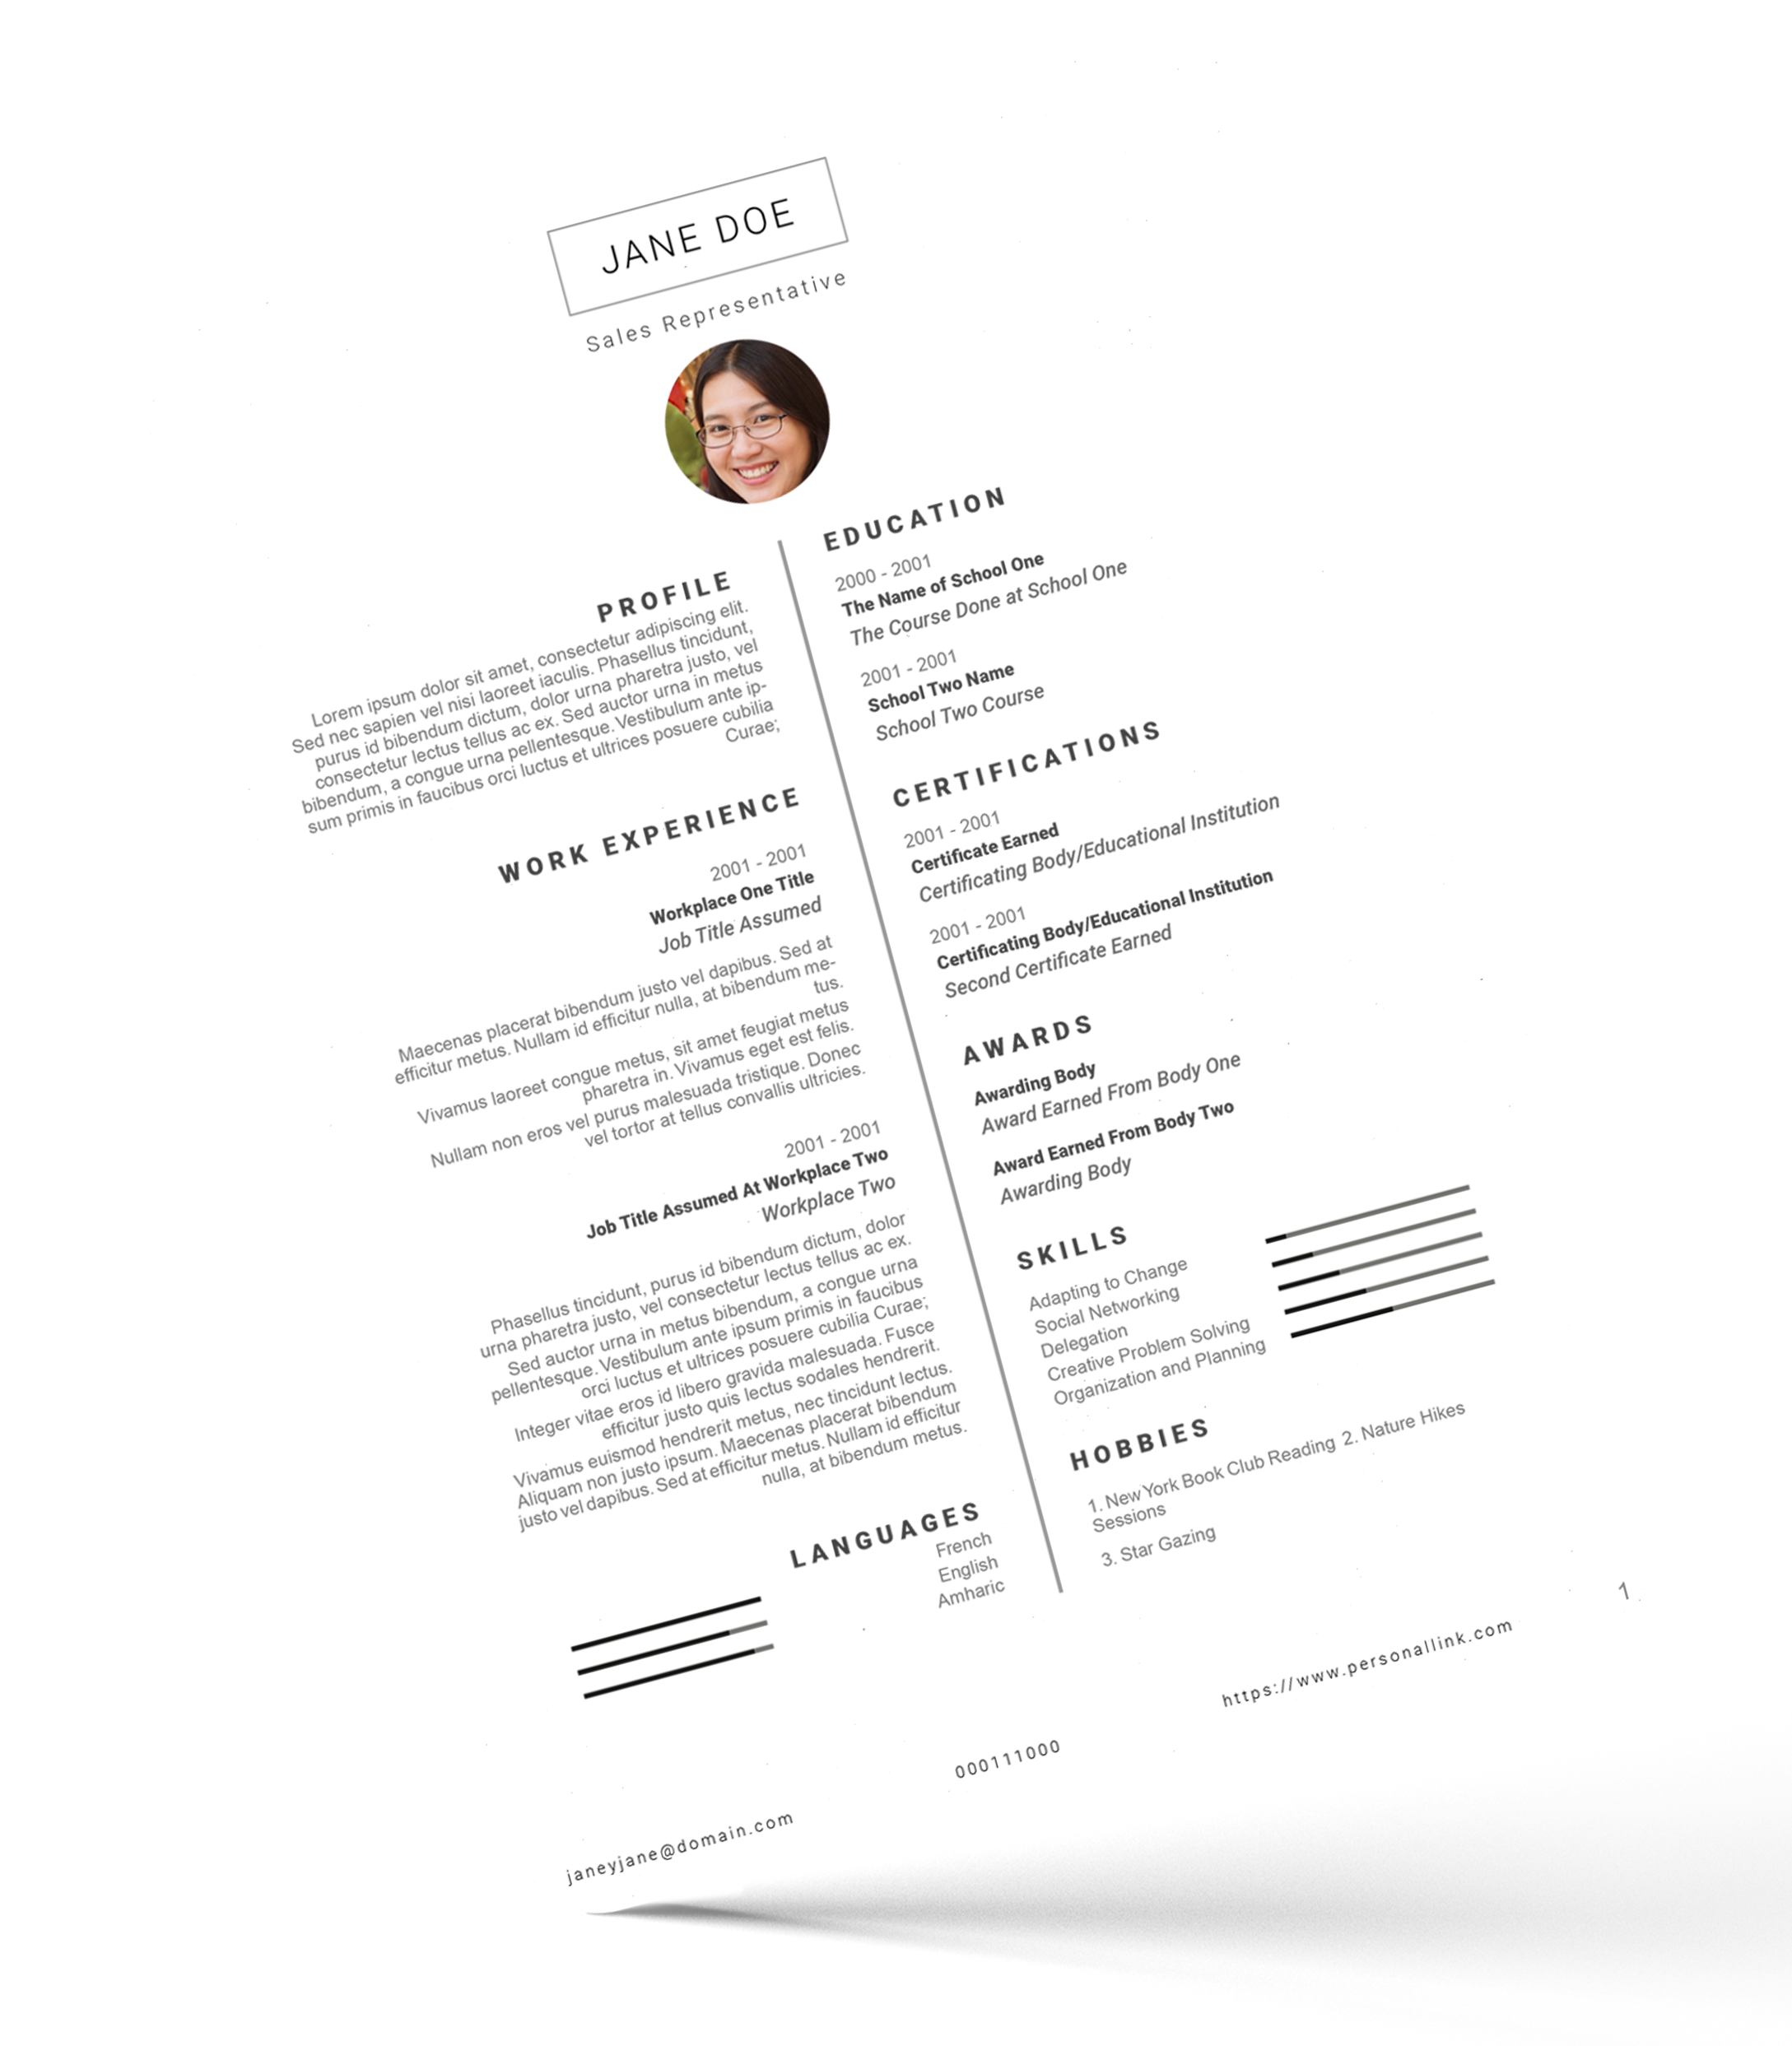 JANE DOE
Sales Representative
PROFILE
Lorem ipsum dolor sit amet, consectetur adipiscing elit.
Sed nec sapien vel nisi laoreet iaculis. Phasellus tincidunt,
purus id bibendum dictum, dolor urna pharetra justo, vel
consectetur lectus tellus ac ex. Sed auctor urna in metus
bibendum, a congue urna pellentesque. Vestibulum ante ip-
sum primis in faucibus orci luctus et ultrices posuere cubilia
Curae;
WORK EXPERIENCE
2001 - 2001
Workplace One Title
Job Title Assumed
Maecenas placerat bibendum justo vel dapibus. Sed at
efficitur metus. Nullam id efficitur nulla, at bibendum me-
tus.
Vivamus laoreet congue metus, sit amet feugiat metus
pharetra in. Vivamus eget est felis.
Nullam non eros vel purus malesuada tristique. Donec
vel tortor at tellus convallis ultricies.
2001 - 2001
Job Title Assumed At Workplace Two
Workplace Two
Phasellus tincidunt, purus id bibendum dictum, dolor
urna pharetra justo, vel consectetur lectus tellus ac ex.
Sed auctor urna in metus bibendum, a congue urna
pellentesque. Vestibulum ante ipsum primis in faucibus
orci luctus et ultrices posuere cubilia Curae;
Integer vitae eros id libero gravida malesuada. Fusce
efficitur justo quis lectus sodales hendrerit.
Vivamus euismod hendrerit metus, nec tincidunt lectus.
Aliquam non justo ipsum. Maecenas placerat bibendum
justo vel dapibus. Sed at efficitur metus. Nullam id efficitur
nulla, at bibendum metus.
LANGUAGES
French
English
Amharic
EDUCATION
2000 - 2001
The Name of School One
The Course Done at School One
2001 - 2001
School Two Name
School Two Course
CERTIFICATIONS
2001 - 2001
Certificate Earned
Certificating Body/Educational Institution
2001 - 2001
Certificating Body/Educational Institution
Second Certificate Earned
AWARDS
Awarding Body
Award Earned From Body One
Award Earned From Body Two
Awarding Body
SKILLS
Adapting to Change
Social Networking
Delegation
Creative Problem Solving
Organization and Planning
HOBBIES
1. New York Book Club Reading 2. Nature Hikes
Sessions
3. Star Gazing
1
janeyjane@domain.com
000111000
https://www.personallink.com